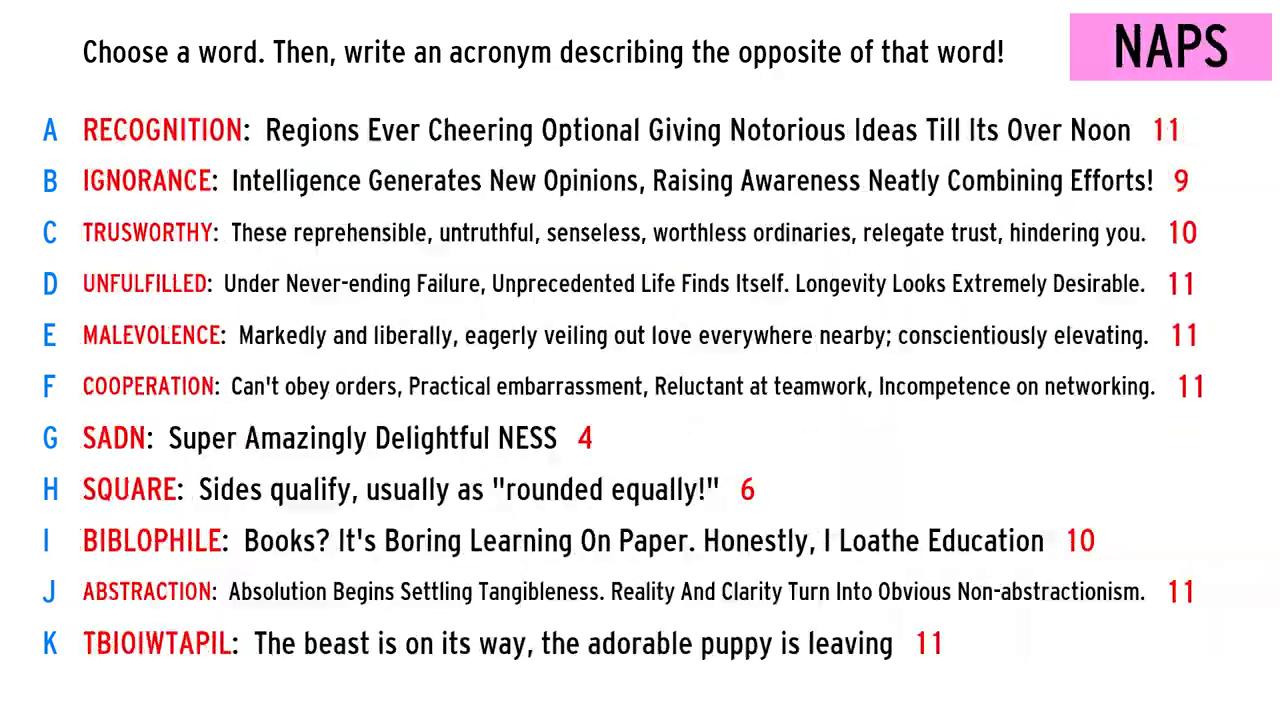 Choose a word. Then, write an acronym describing the opposite of that word!
NAPS
A RECOGNITION: Regions Ever Cheering Optional Giving Notorious Ideas Till Its Over Noon 11
B IGNORANCE: Intelligence Generates New Opinions, Raising Awareness Neatly Combining Efforts! 9
C TRUSWORTHY: These reprehensible, untruthful, senseless, worthless ordinaries, relegate trust, hindering you. 10
D UNFULFILLED: Under Never-ending Failure, Unprecedented Life Finds Itself. Longevity Looks Extremely Desirable. 11
E MALEVOLENCE: Markedly and liberally, eagerly veiling out love everywhere nearby; conscientiously elevating. 11
F COOPERATION: Can't obey orders, Practical embarrassment, Reluctant at teamwork, Incompetence on networking. 11
G SADN: Super Amazingly Delightful NESS 4
H SQUARE: Sides qualify, usually as "rounded equally!" 6
I BIBLOPHILE: Books? It's Boring Learning On Paper. Honestly, I Loathe Education 10
J ABSTRACTION: Absolution Begins Settling Tangibleness. Reality And Clarity Turn Into Obvious Non-abstractionism. 11
K TBIOIWTAPIL: The beast is on its way, the adorable puppy is leaving 11